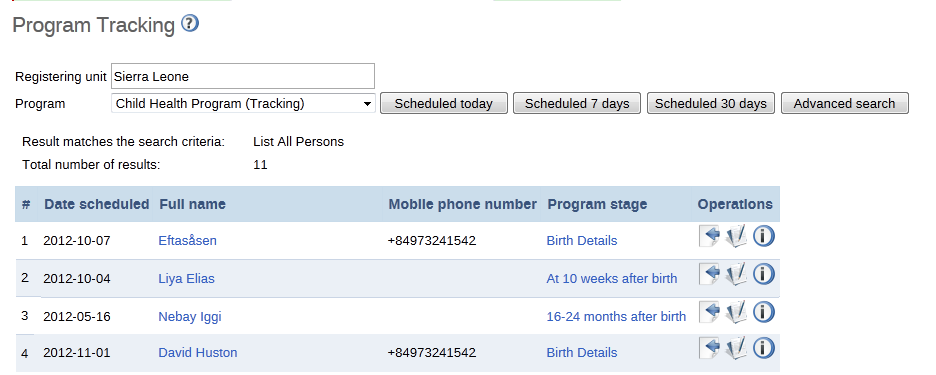 Program Tracking ?
Registering unit Sierra Leone
Program Child Health Program (Tracking) Scheduled today Scheduled 7 days Scheduled 30 days Advanced search
Result matches the search criteria: List All Persons
Total number of results: 11
# Date scheduled Full name Mobile phone number Program stage Operations
1 2012-10-07 Eftasåsen +84973241542 Birth Details
2 2012-10-04 Liya Elias At 10 weeks after birth
3 2012-05-16 Nebay Iggi 16-24 months after birth
4 2012-11-01 David Huston +84973241542 Birth Details